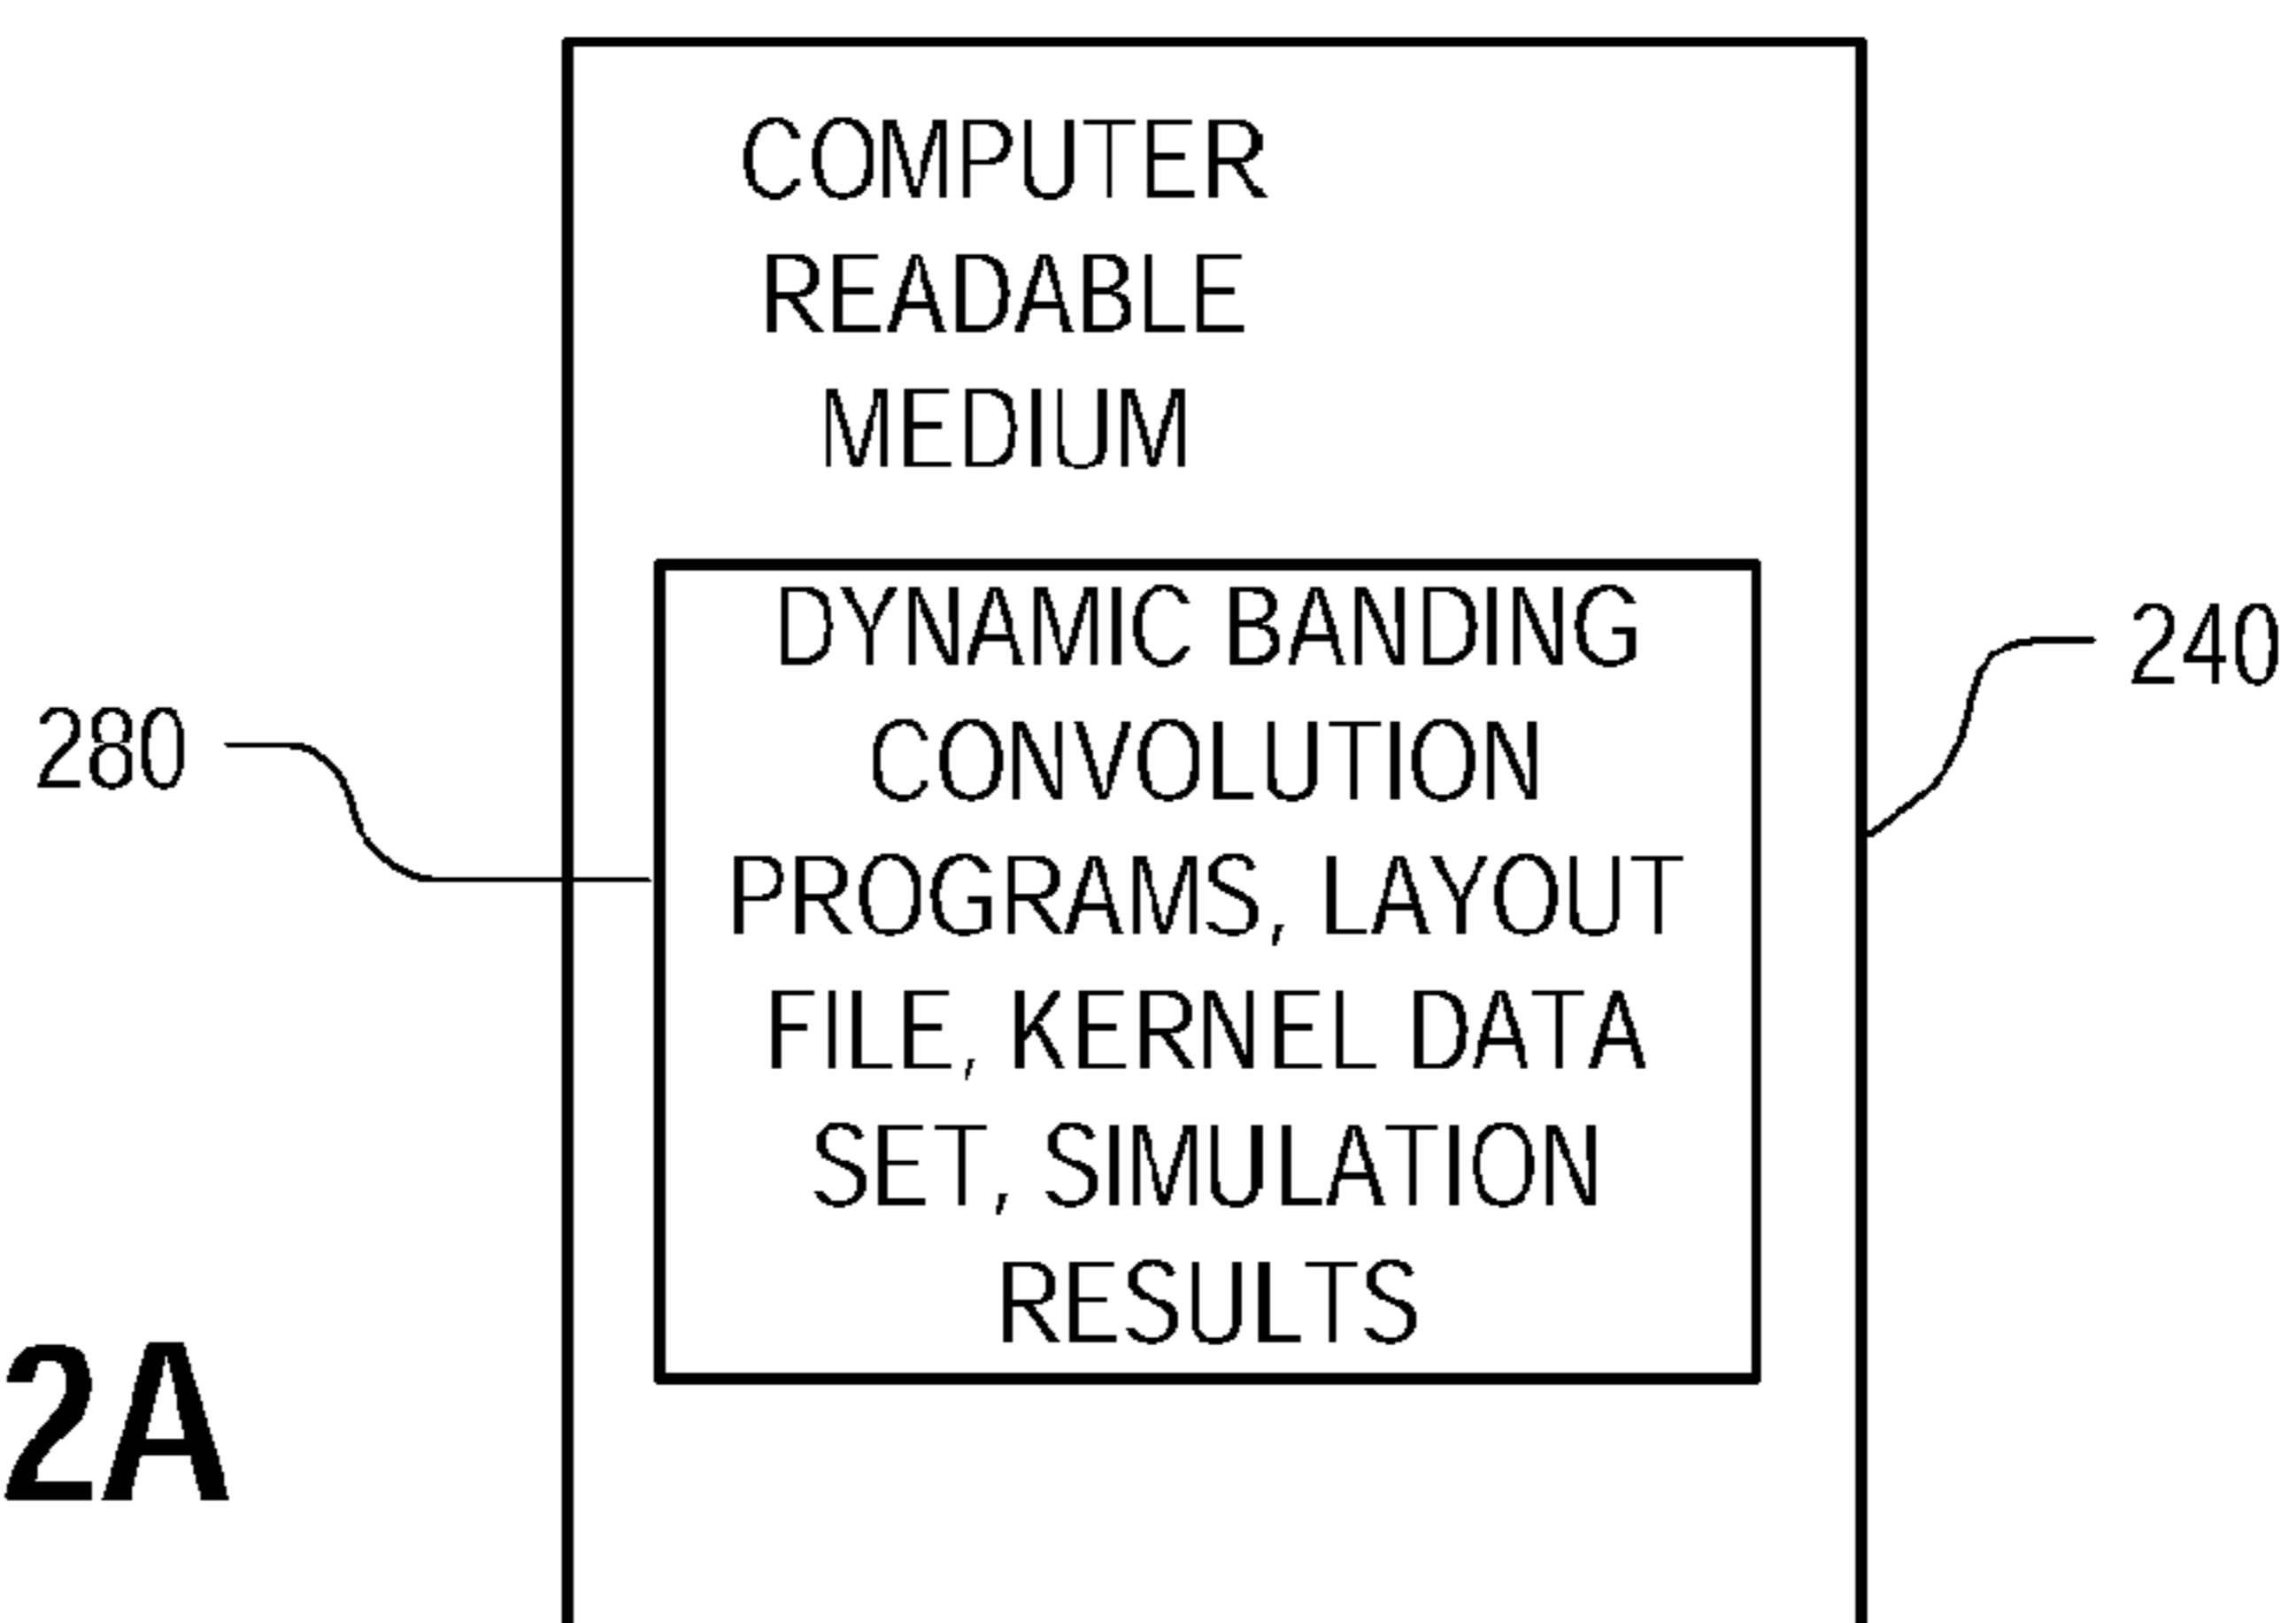 COMPUTER
READABLE
MEDIUM
DYNAMIC BANDING
CONVOLUTION
PROGRAMS, LAYOUT
FILE, KERNEL DATA
SET, SIMULATION
RESULTS
240
280
2A